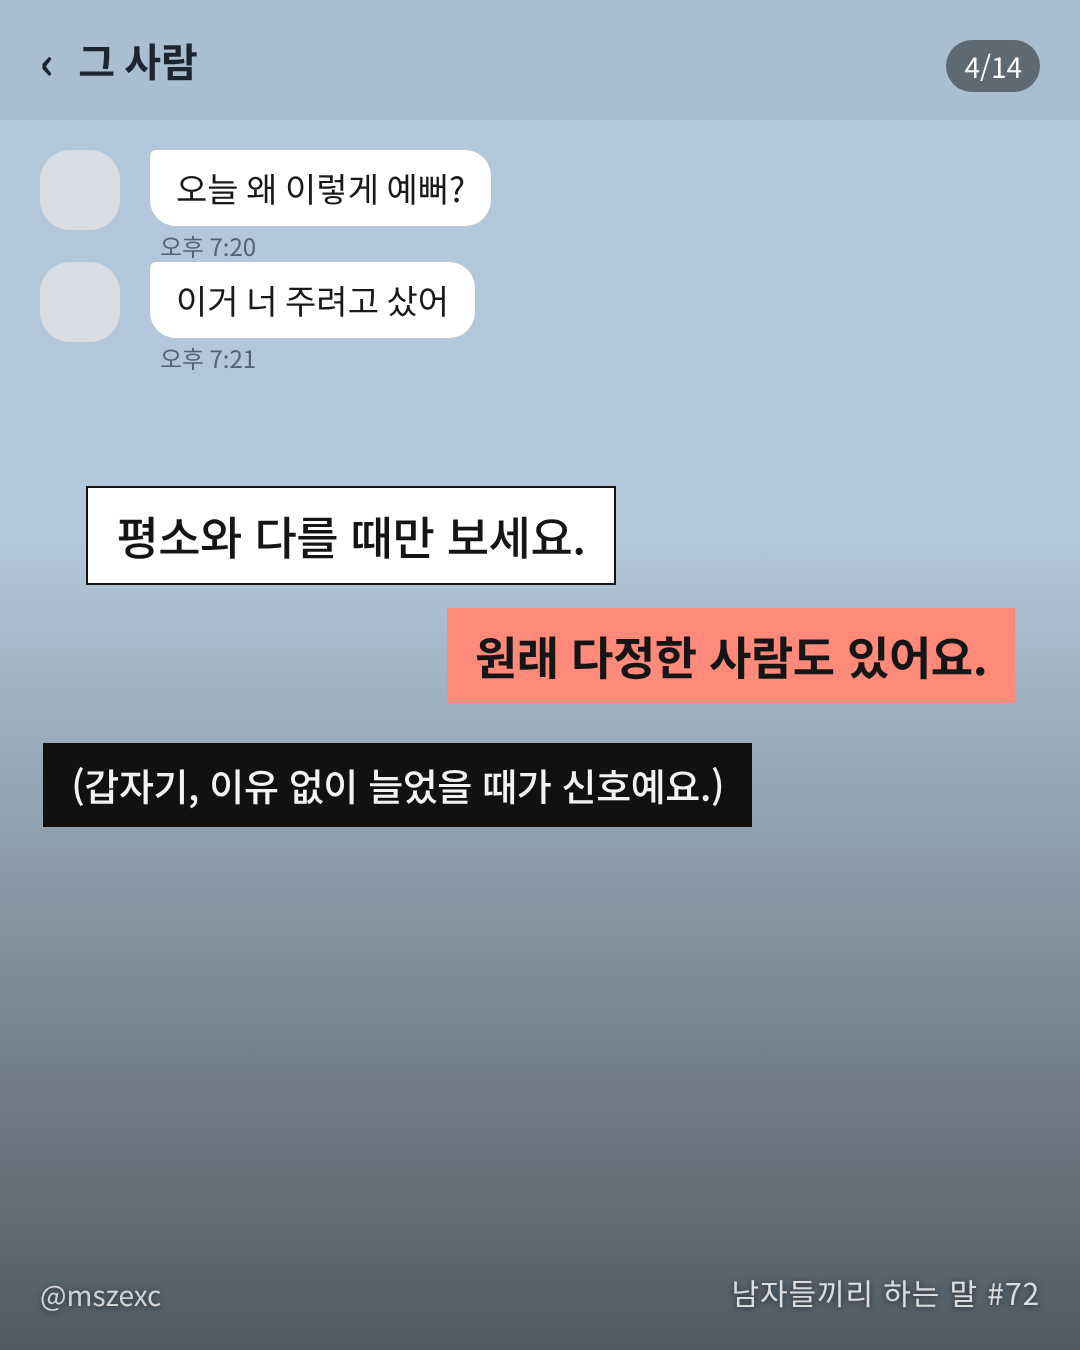 ‹ 그 사람
4/14
오늘 왜 이렇게 예뻐?
오후 7:20
이거 너 주려고 샀어
오후 7:21
평소와 다를 때만 보세요.
원래 다정한 사람도 있어요.
(갑자기, 이유 없이 늘었을 때가 신호예요.)
@mszexc
남자들끼리 하는 말 #72